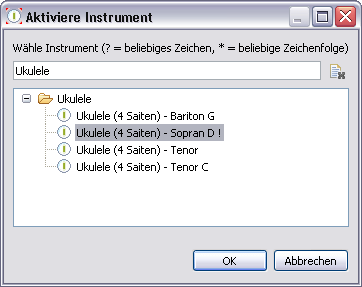 Aktiviere Instrument
Wähle Instrument (? = beliebiges Zeichen, * = beliebige Zeichenfolge)
Ukulele
Ukulele
Ukulele (4 Saiten) - Bariton G
Ukulele (4 Saiten) - Sopran D !
Ukulele (4 Saiten) - Tenor
Ukulele (4 Saiten) - Tenor C
OK
Abbrechen